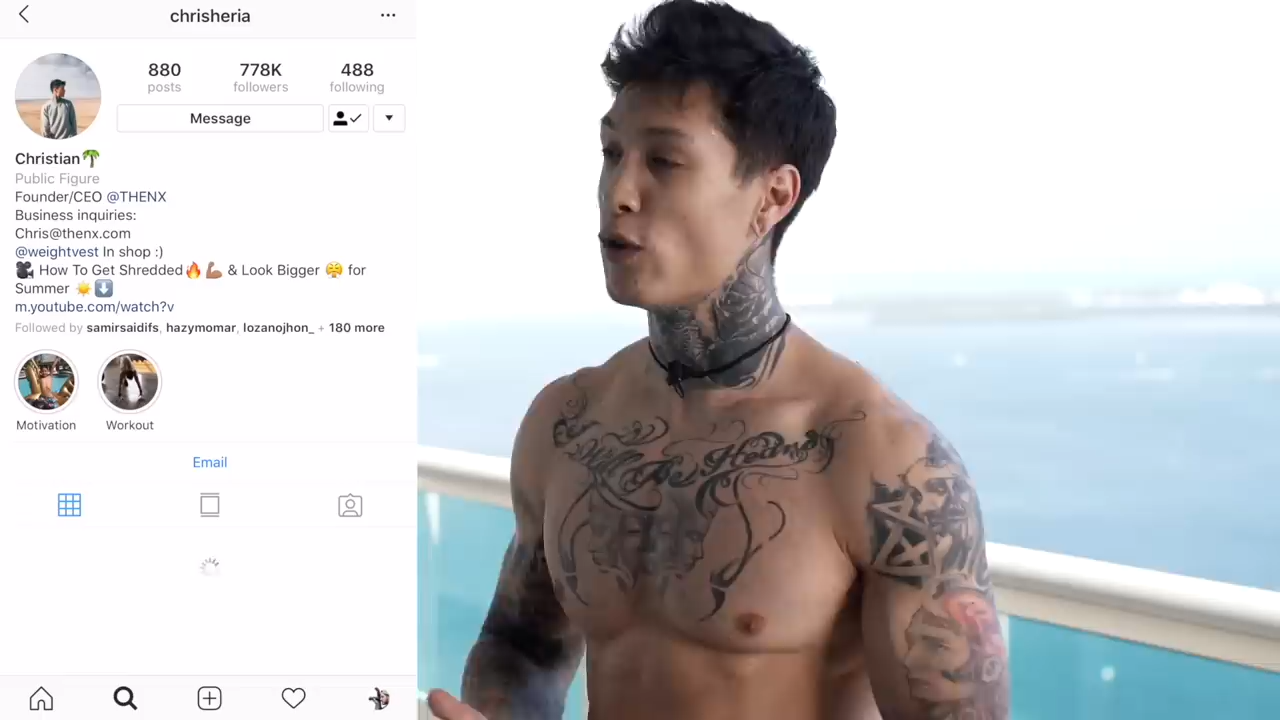 chrisheria
880
778K
488
posts
followers
following
Message
Christian🌴
Public Figure
Founder/CEO @THENX
Business inquiries:
Chris@thenx.com
@weightvest In shop :)
🎥 How To Get Shredded🔥💪🏽 & Look Bigger 😤 for
Summer ☀️⬇️
m.youtube.com/watch?v
Followed by samirsaidifs, hazymomar, lozanojhon_ + 180 more
Motivation
Workout
Email